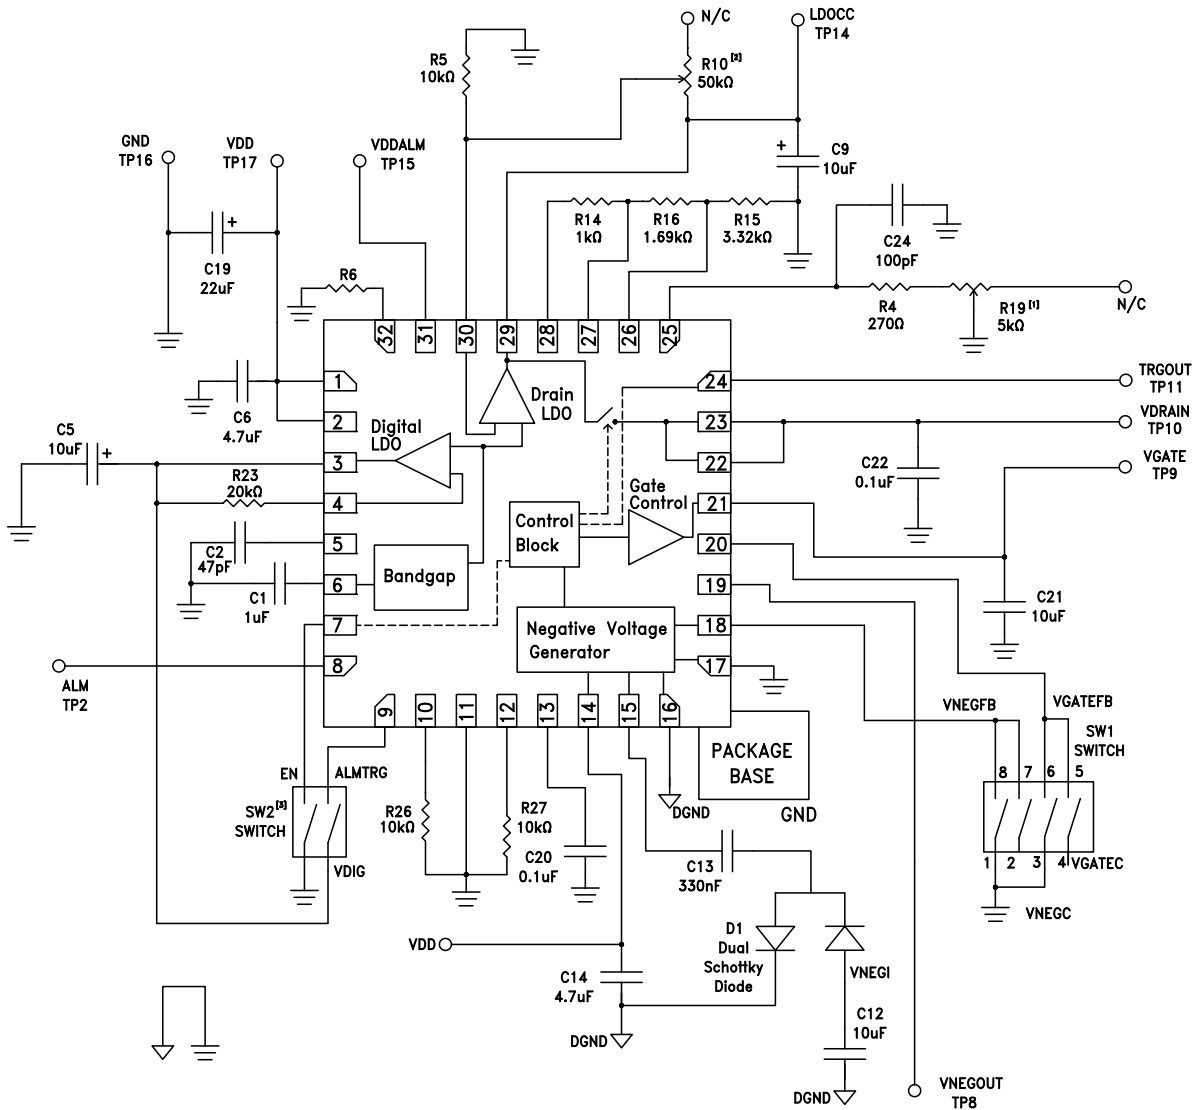 N/C
LDOCC
TP14
R5
10kΩ
R10 [2]
50kΩ
GND
TP16
VDD
TP17
VDDALM
TP15
+
C9
10uF
C19
22uF
+
R14
1kΩ
R16
1.69kΩ
R15
3.32kΩ
C24
100pF
R6
R4
270Ω
R19 [1]
5kΩ
N/C
32
31
30
29
28
27
26
25
1
2
3
4
5
6
7
8
24
23
22
21
20
19
18
17
9
10
11
12
13
14
15
16
Drain
LDO
Digital
LDO
TRGOUT
TP11
VDRAIN
TP10
VGATE
TP9
C6
4.7uF
C5
10uF
+
R23
20kΩ
C2
47pF
C1
1uF
C22
0.1uF
Gate
Control
Control
Block
Bandgap
Negative Voltage
Generator
C21
10uF
ALM
TP2
VNEGFB
VGATEFB
SW1
SWITCH
8
7
6
5
1
2
3
4
VGATEC
VNEGC
PACKAGE
BASE
GND
DGND
EN
ALMTRG
SW2 [3]
SWITCH
VDIG
R26
10kΩ
R27
10kΩ
C20
0.1uF
C13
330nF
VDD
D1
Dual
Schottky
Diode
VNEGI
C14
4.7uF
DGND
C12
10uF
DGND
VNEGOUT
TP8